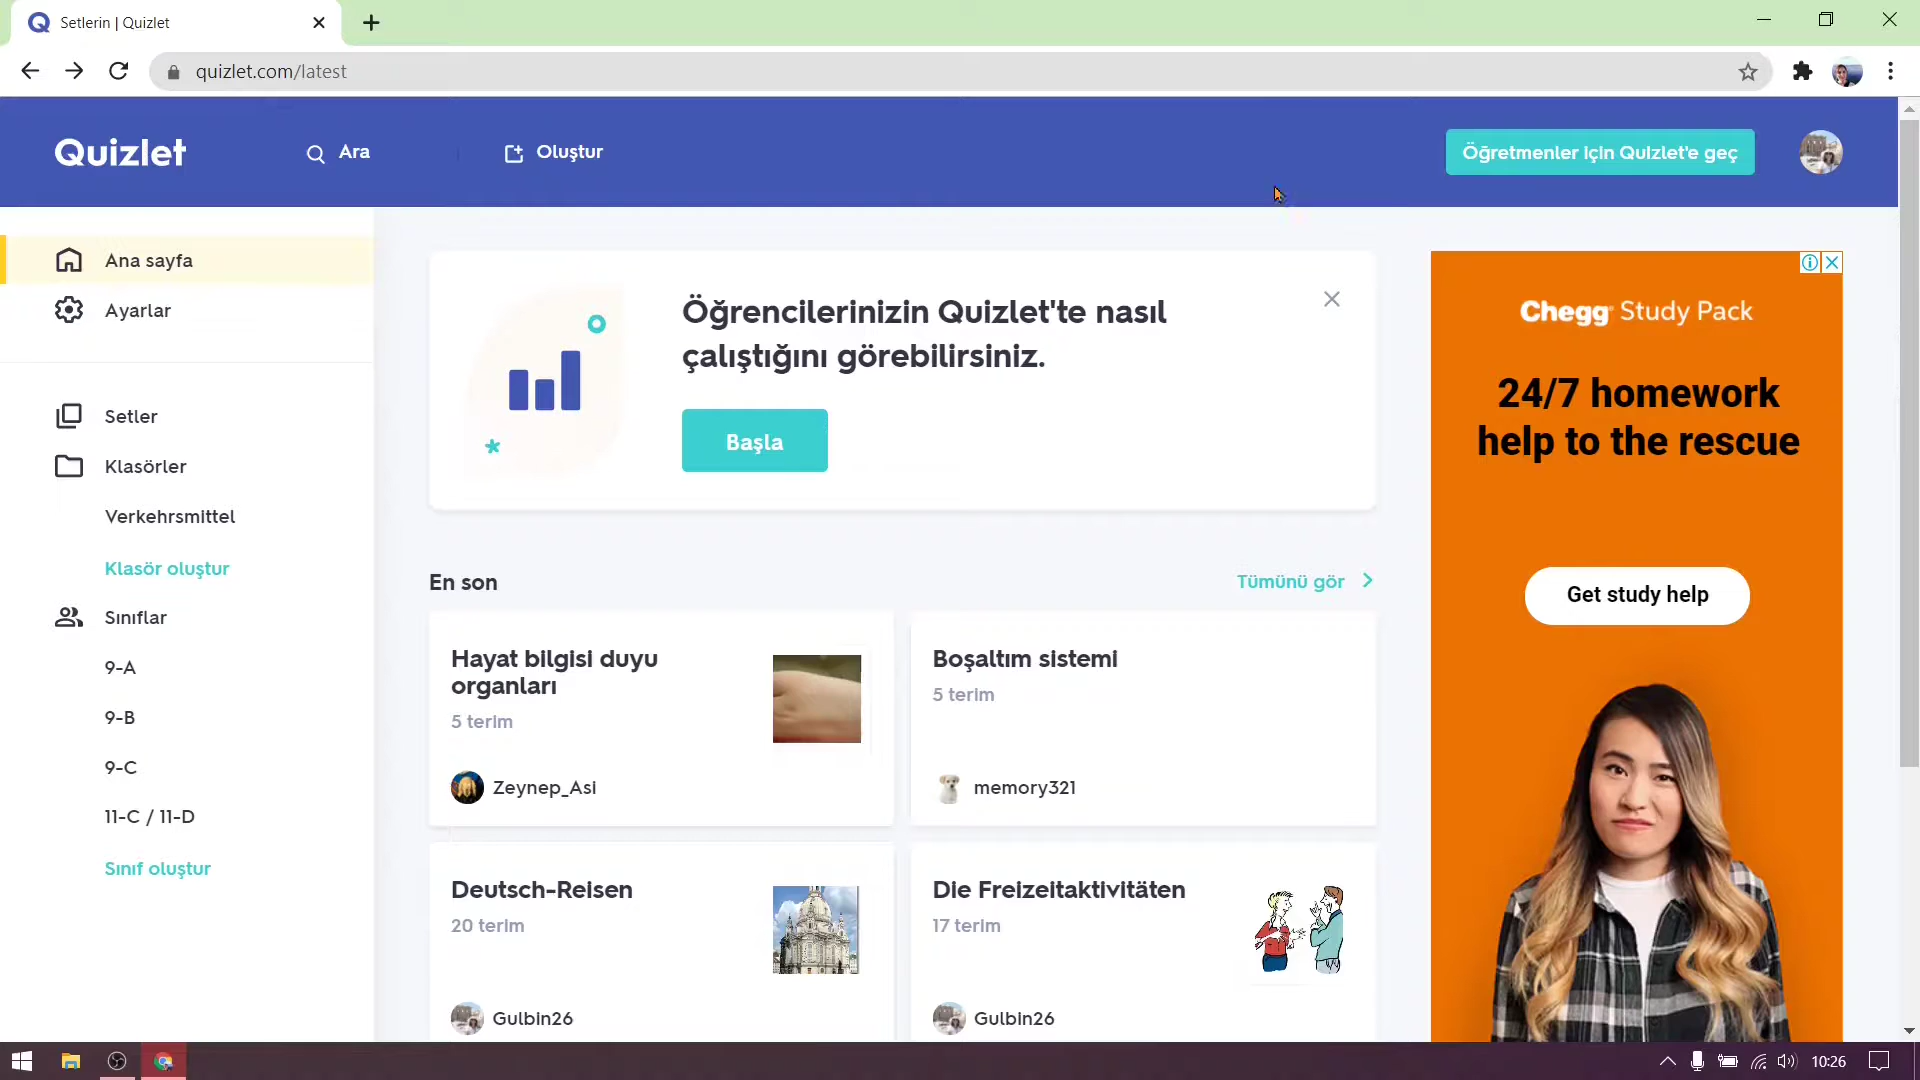 Setlerin | Quizlet
quizlet.com/latest
Quizlet
Ara
Oluştur
Öğretmenler için Quizlet'e geç
Ana sayfa
Ayarlar
Setler
Klasörler
Verkehrsmittel
Klasör oluştur
Sınıflar
9-A
9-B
9-C
11-C / 11-D
Sınıf oluştur
Öğrencilerinizin Quizlet'te nasıl
çalıştığını görebilirsiniz.
Başla
En son
Tümünü gör
Hayat bilgisi duyu
organları
5 terim
Zeynep_Asi
Boşaltım sistemi
5 terim
memory321
Deutsch-Reisen
20 terim
Gulbin26
Die Freizeitaktivitäten
17 terim
Gulbin26
Chegg Study Pack
24/7 homework
help to the rescue
Get study help
10:26